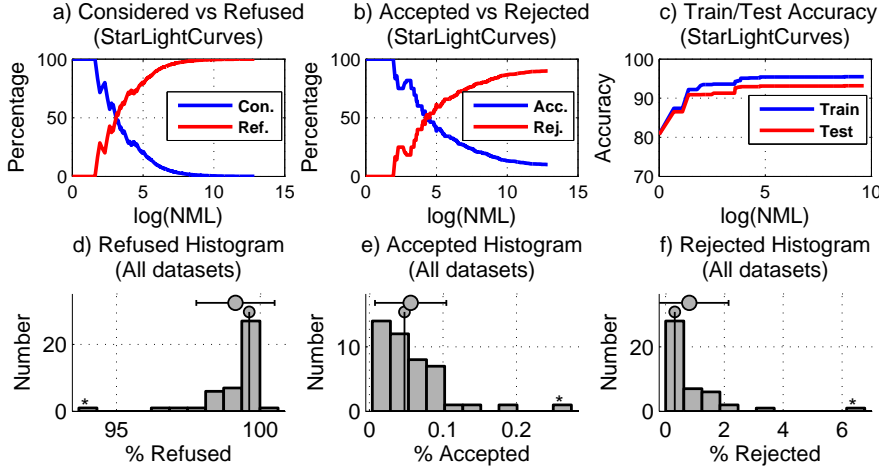 a) Considered vs Refused
(StarLightCurves)
Percentage
100
50
0
Con.
Ref.
0 5 10 15
log(NML)
b) Accepted vs Rejected
(StarLightCurves)
Percentage
100
50
0
Acc.
Rej.
0 5 10 15
log(NML)
c) Train/Test Accuracy
(StarLightCurves)
Accuracy
100
90
80
70
Train
Test
0 5 10
log(NML)
d) Refused Histogram
(All datasets)
Number
20
0
*
95 100
% Refused
e) Accepted Histogram
(All datasets)
Number
10
0
*
0 0.1 0.2
% Accepted
f) Rejected Histogram
(All datasets)
Number
20
0
*
0 2 4 6
% Rejected